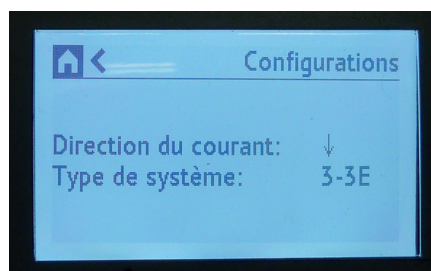 Configurations
Direction du courant: ↓
Type de système: 3-3E